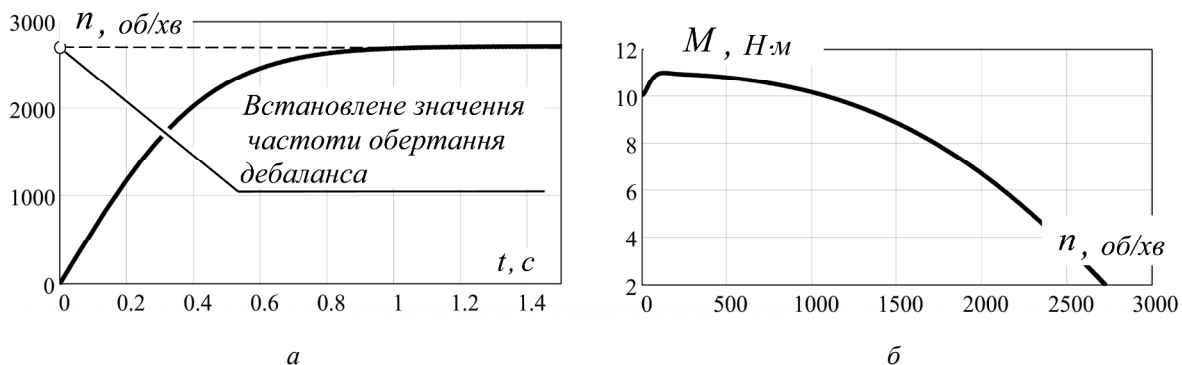 3000
n, об/хв
2000
1000
0
Встановлене значення
частоти обертання
дебаланса
t, с
0 0.2 0.4 0.6 0.8 1 1.2 1.4
а
12
M, Н·м
10
8
6
4
2
n, об/хв
0 500 1000 1500 2000 2500 3000
б